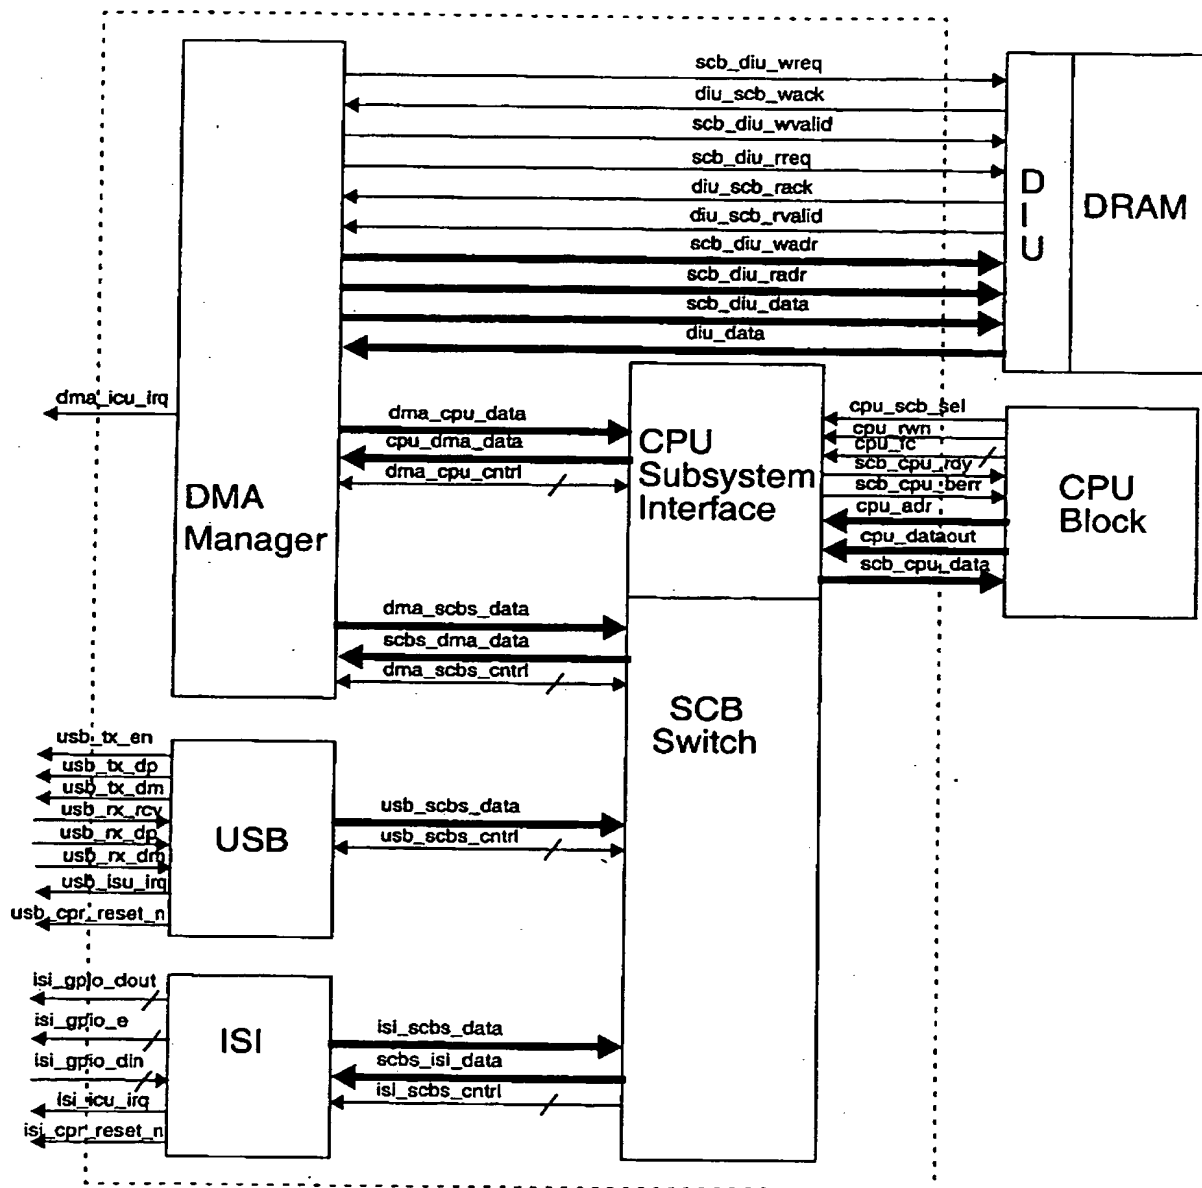 scb_diu_wreq
diu_scb_wack
scb_diu_wvalid
scb_diu_rreq
diu_scb_rack
diu_scb_rvalid
scb_diu_wadr
scb_diu_radr
scb_diu_data
diu_data
D
I
U
DRAM
dma_icu_irq
DMA
Manager
dma_cpu_data
cpu_dma_data
dma_cpu_cntrl
CPU
Subsystem
Interface
cpu_scb_sel
cpu_rwn
cpu_fc
scb_cpu_rdy
scb_cpu_berr
cpu_adr
cpu_dataout
scb_cpu_data
CPU
Block
dma_scbs_data
scbs_dma_data
dma_scbs_cntrl
SCB
Switch
usb_tx_en
usb_tx_dp
usb_tx_dm
usb_rx_rcv
usb_rx_dp
usb_rx_dm
usb_isu_irq
usb_cpr_reset_n
USB
usb_scbs_data
usb_scbs_cntrl
isi_gpio_dout
isi_gpio_e
isi_gpio_din
isi_icu_irq
isi_cpr_reset_n
ISI
isi_scbs_data
scbs_isi_data
isi_scbs_cntrl